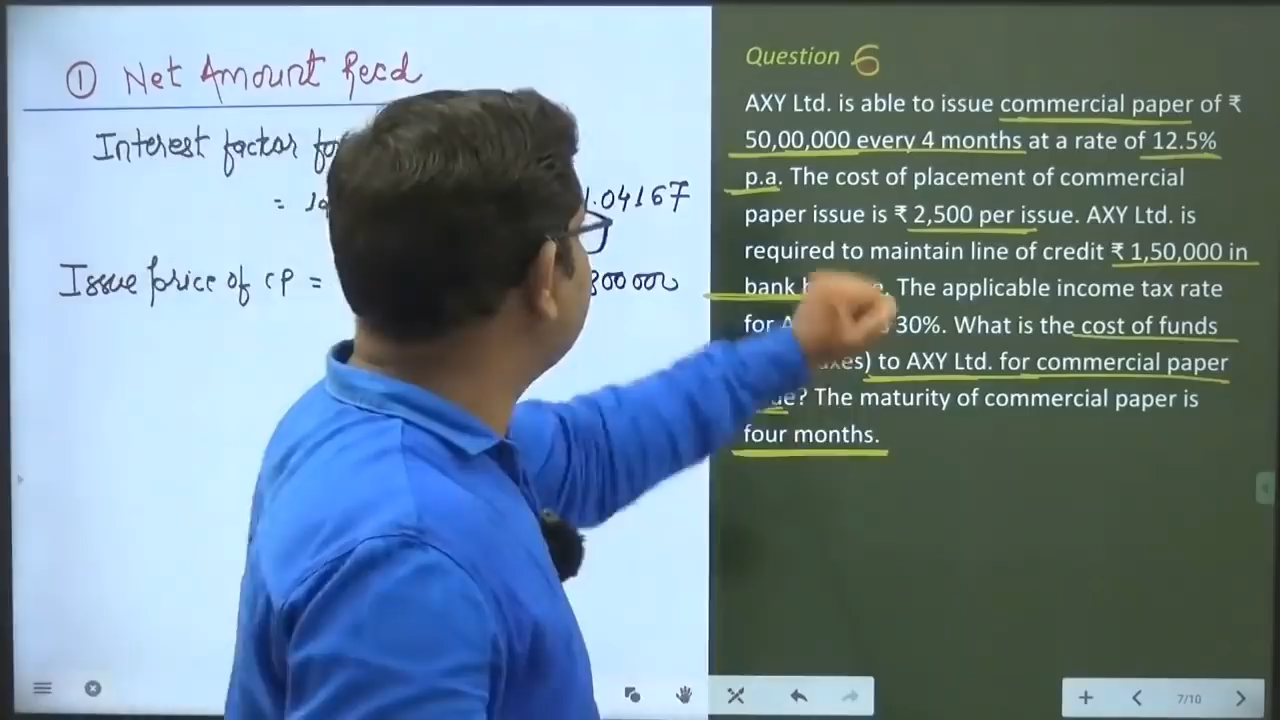 ① Net Amount Recd
Interest factor
= 1.04167
Issue price of CP = 800000
Question 6
AXY Ltd. is able to issue commercial paper of ₹
50,00,000 every 4 months at a rate of 12.5%
p.a. The cost of placement of commercial
paper issue is ₹ 2,500 per issue. AXY Ltd. is
required to maintain line of credit ₹ 1,50,000 in
bank The applicable income tax rate
for 30%. What is the cost of funds
to AXY Ltd. for commercial paper
The maturity of commercial paper is
four months.
7/10